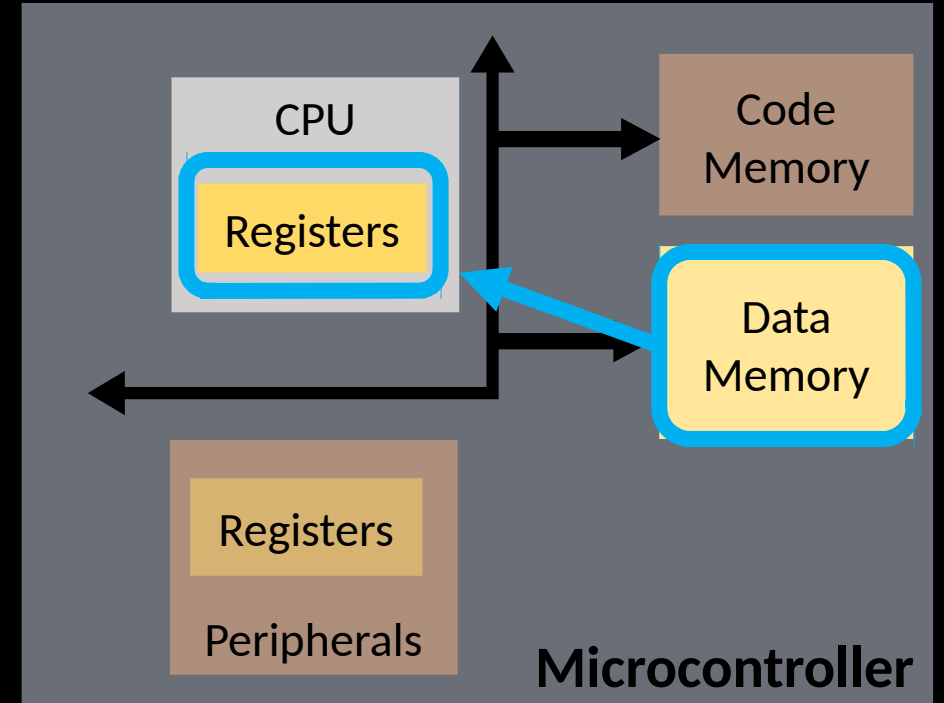 CPU
Registers
Code
Memory
Data
Memory
Registers
Peripherals
Microcontroller